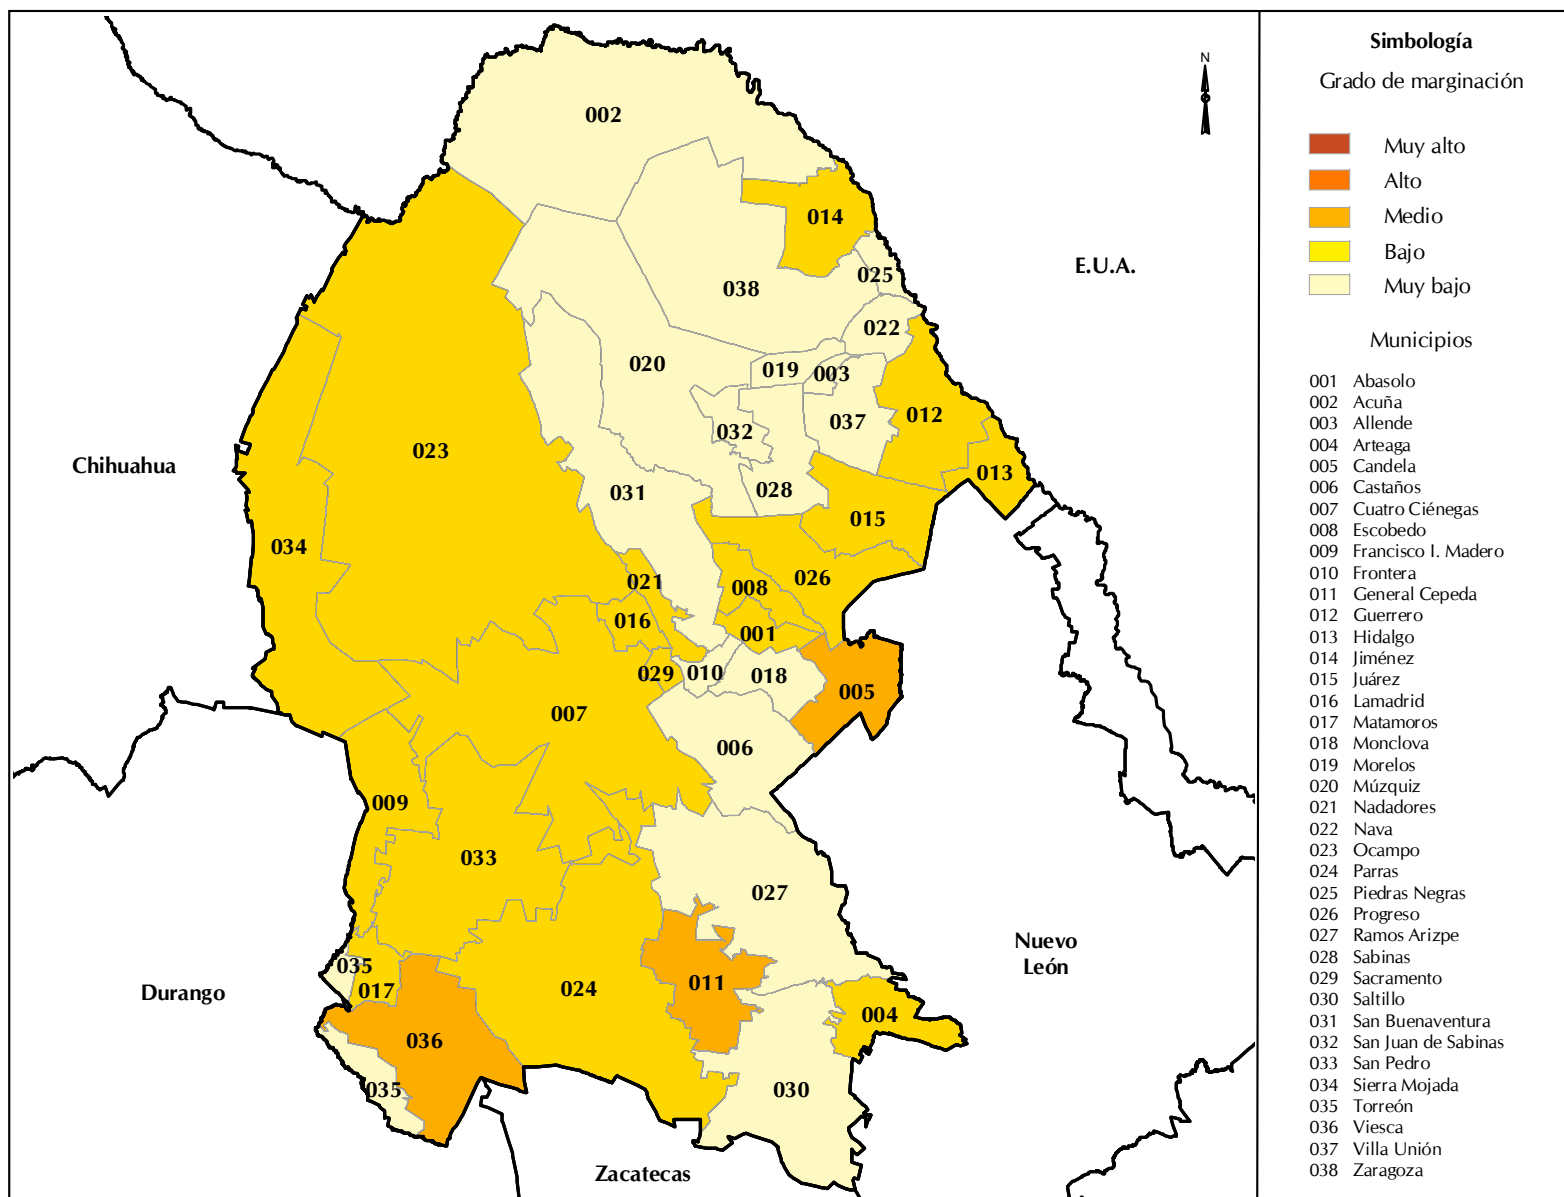 002
014
E.U.A.
025
038
022
020
019
003
012
037
032
023
013
Chihuahua
031
028
015
034
021
008
026
016
001
029
010
018
005
007
006
009
033
027
Nuevo
León
035
011
024
017
Durango
004
036
035
030
Zacatecas
N
Simbología
Grado de marginación
Muy alto
Alto
Medio
Bajo
Muy bajo
Municipios
001 Abasolo
002 Acuña
003 Allende
004 Arteaga
005 Candela
006 Castaños
007 Cuatro Ciénegas
008 Escobedo
009 Francisco I. Madero
010 Frontera
011 General Cepeda
012 Guerrero
013 Hidalgo
014 Jiménez
015 Juárez
016 Lamadrid
017 Matamoros
018 Monclova
019 Morelos
020 Múzquiz
021 Nadadores
022 Nava
023 Ocampo
024 Parras
025 Piedras Negras
026 Progreso
027 Ramos Arizpe
028 Sabinas
029 Sacramento
030 Saltillo
031 San Buenaventura
032 San Juan de Sabinas
033 San Pedro
034 Sierra Mojada
035 Torreón
036 Viesca
037 Villa Unión
038 Zaragoza